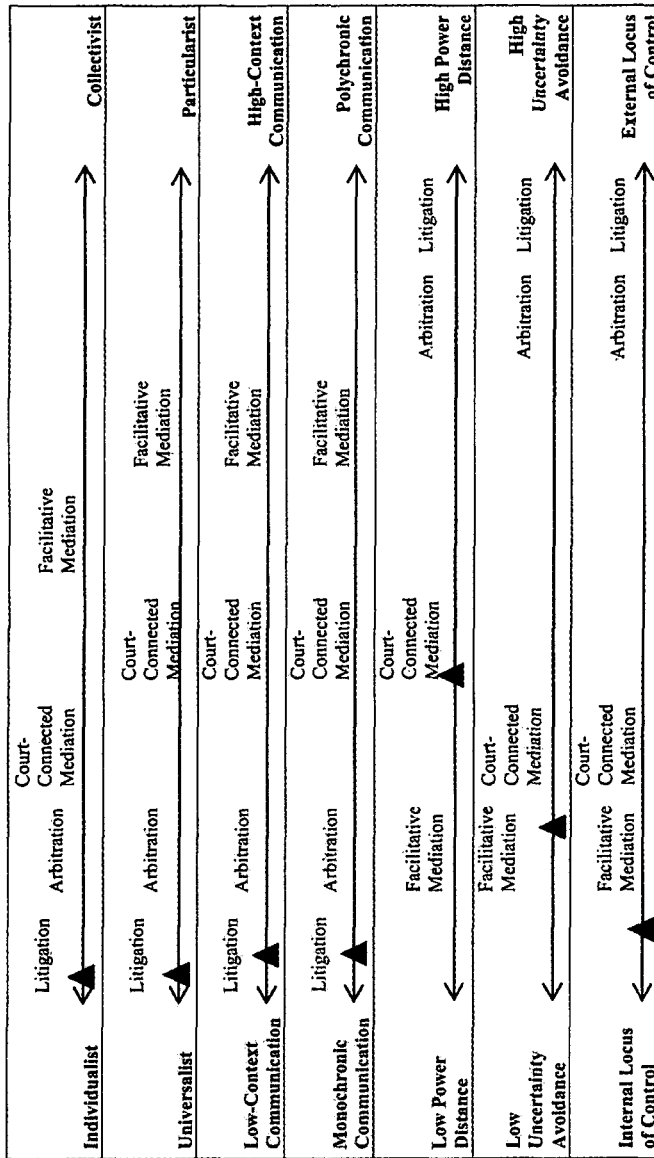 Individualist
Litigation
Arbitration
Court-
Connected
Mediation
Facilitative
Mediation
Collectivist
Universalist
Litigation
Arbitration
Court-
Connected
Mediation
Facilitative
Mediation
Particularist
Low-Context
Communication
Litigation
Arbitration
Court-
Connected
Mediation
Facilitative
Mediation
High-Context
Communication
Monochronic
Communication
Litigation
Arbitration
Court-
Connected
Mediation
Facilitative
Mediation
Polychronic
Communication
Low Power
Distance
Facilitative
Mediation
Court-
Connected
Mediation
Arbitration
Litigation
High Power
Distance
Low
Uncertainty
Avoidance
Facilitative
Mediation
Court-
Connected
Mediation
Arbitration
Litigation
High
Uncertainty
Avoidance
Internal Locus
of Control
Facilitative
Mediation
Court-
Connected
Mediation
Arbitration
Litigation
External Locus
of Control